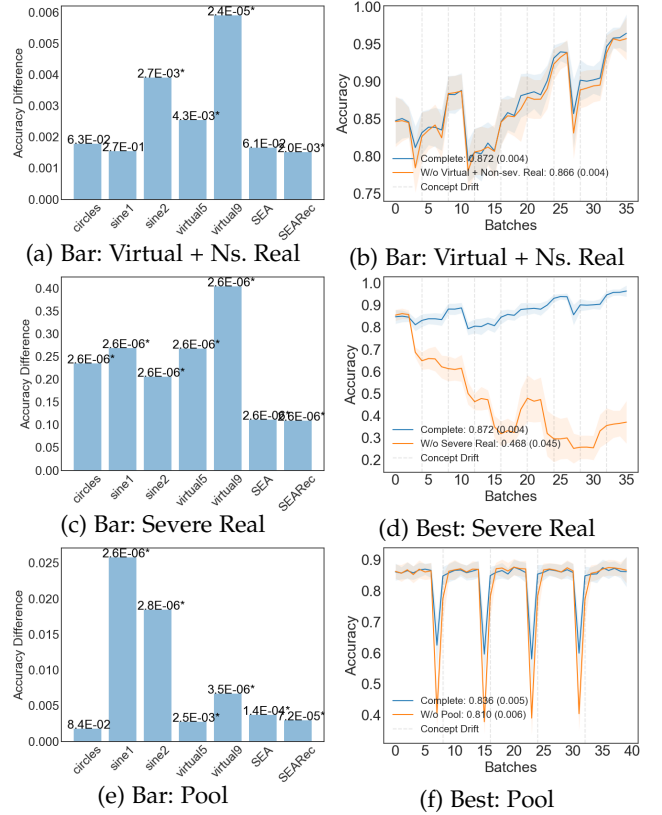 0.006
0.005
0.004
0.003
0.002
0.001
0.000
Accuracy Difference
6.3E-02
2.7E-01
2.7E-03*
4.3E-03*
2.4E-05*
6.1E-02
2.0E-03*
circles
sine1
sine2
virtual5
virtual9
SEA
SEARec
(a) Bar: Virtual + Ns. Real
1.00
0.95
0.90
0.85
0.80
0.75
Accuracy
Complete: 0.872 (0.004)
W/o Virtual + Non-sev. Real: 0.866 (0.004)
Concept Drift
0 5 10 15 20 25 30 35
Batches
(b) Bar: Virtual + Ns. Real
0.40
0.35
0.30
0.25
0.20
0.15
0.10
0.05
0.00
Accuracy Difference
2.6E-06*
2.6E-06*
2.6E-06*
2.6E-06*
2.6E-06*
2.6E-06*
2.6E-06*
circles
sine1
sine2
virtual5
virtual9
SEA
SEARec
(c) Bar: Severe Real
0.9
0.8
0.7
0.6
0.5
0.4
0.3
0.2
Accuracy
Complete: 0.872 (0.004)
W/o Severe Real: 0.468 (0.045)
Concept Drift
0 5 10 15 20 25 30 35
Batches
(d) Best: Severe Real
0.025
0.020
0.015
0.010
0.005
0.000
Accuracy Difference
8.4E-02
2.6E-06*
2.8E-06*
2.5E-03*
3.5E-06*
1.4E-04*
7.2E-05*
circles
sine1
sine2
virtual5
virtual9
SEA
SEARec
(e) Bar: Pool
0.9
0.8
0.7
0.6
0.5
0.4
Accuracy
Complete: 0.836 (0.005)
W/o Pool: 0.810 (0.006)
Concept Drift
0 5 10 15 20 25 30 35 40
Batches
(f) Best: Pool